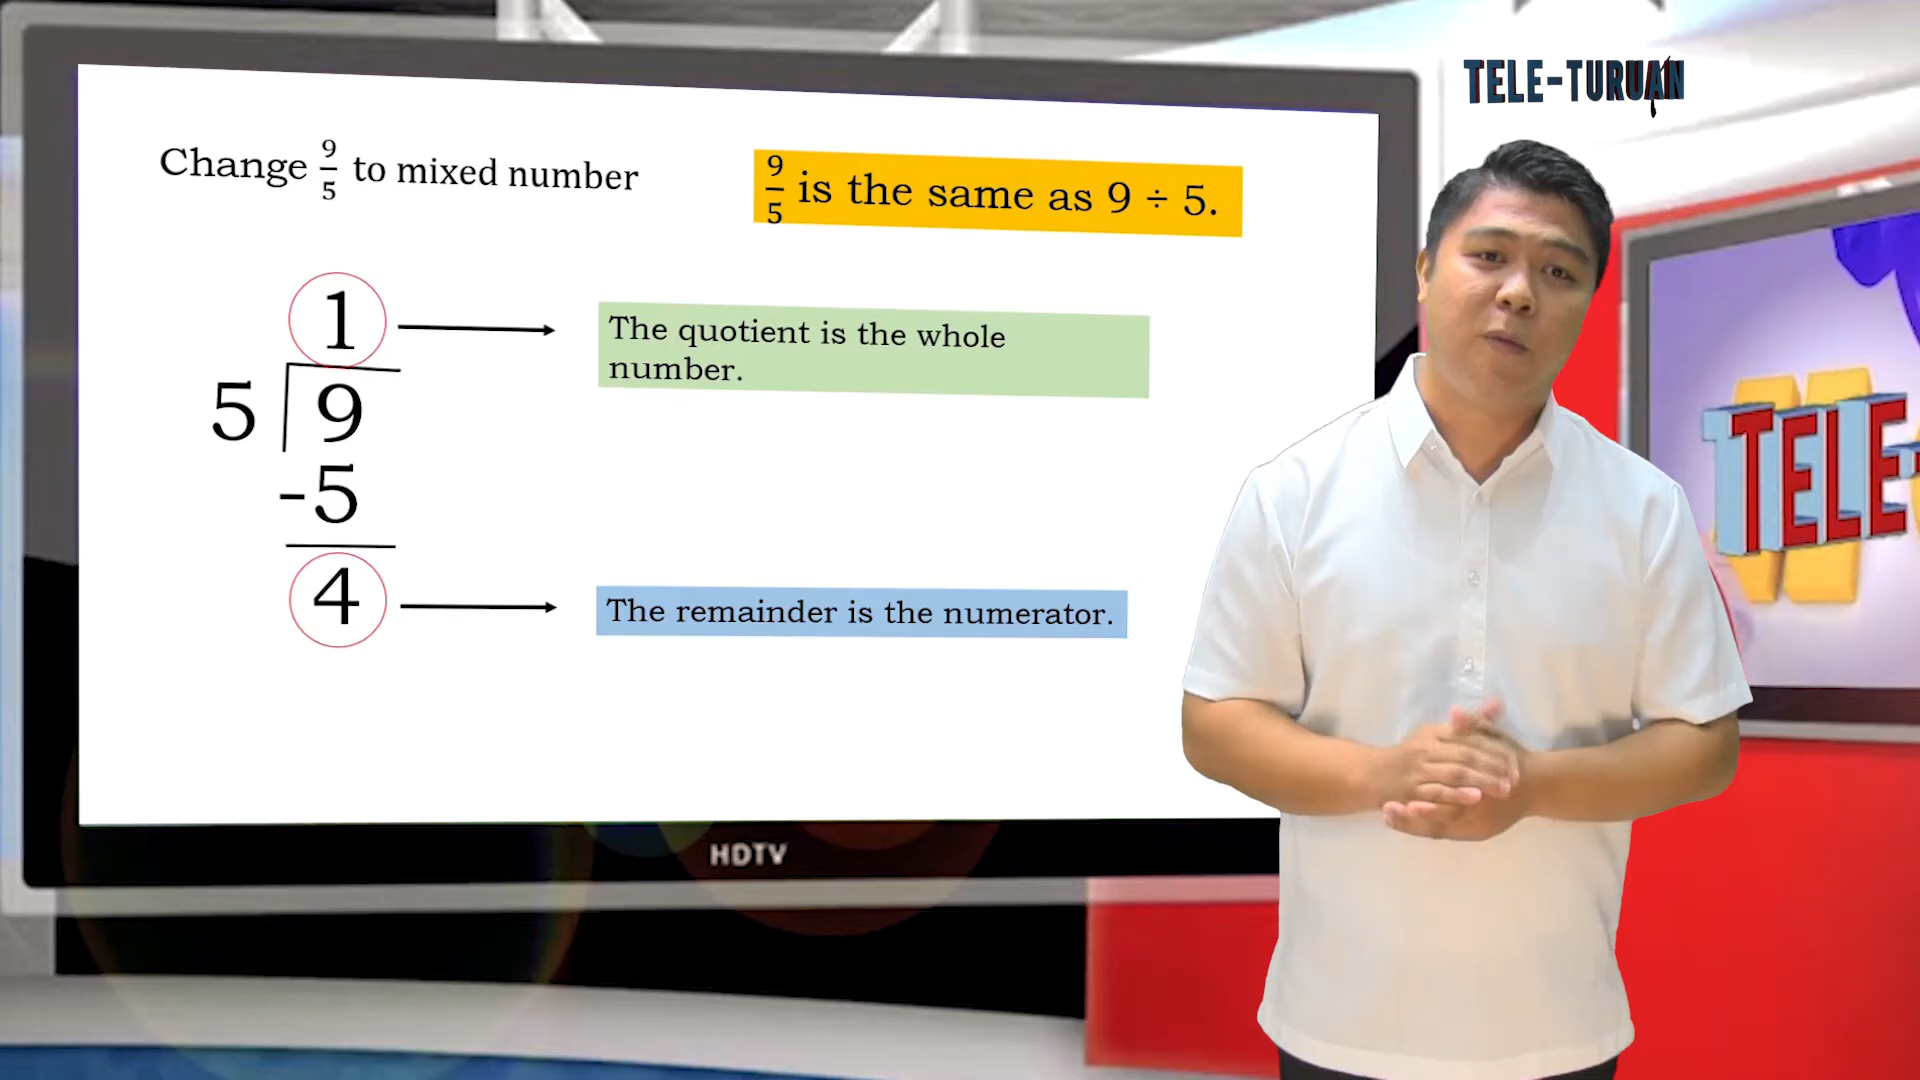 TELE-TURUAN
Change 9/5 to mixed number
9/5 is the same as 9 ÷ 5.
1
The quotient is the whole
number.
5 9
-5
4
The remainder is the numerator.
TELE-
HDTV